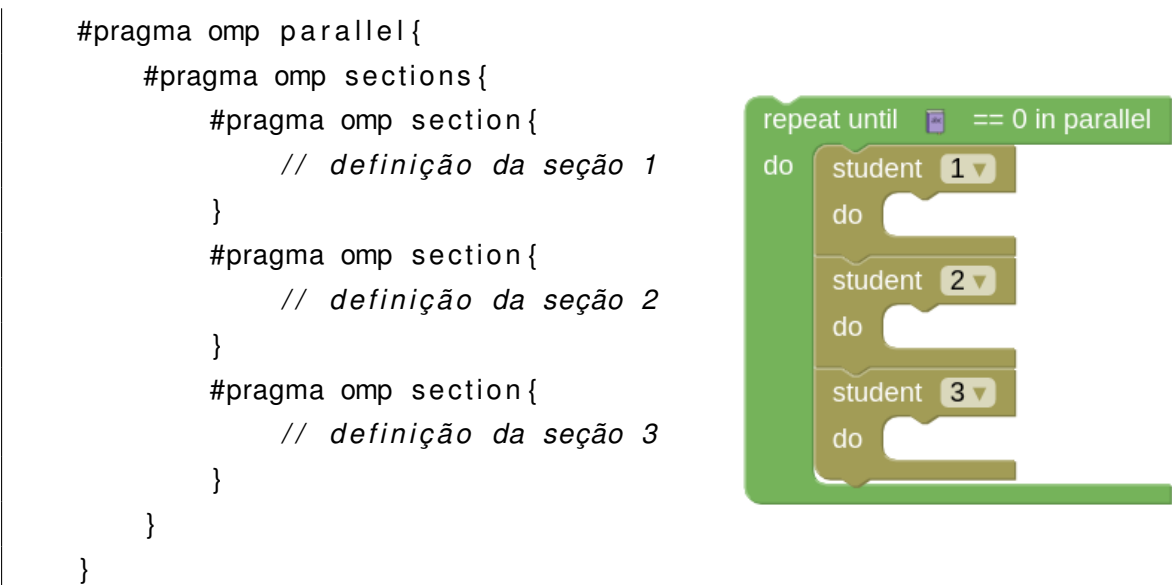 #pragma omp parallel{
#pragma omp sections{
#pragma omp section{
// definição da seção 1
}
#pragma omp section{
// definição da seção 2
}
#pragma omp section{
// definição da seção 3
}
}
}
repeat until == 0 in parallel
do student 1
do
student 2
do
student 3
do